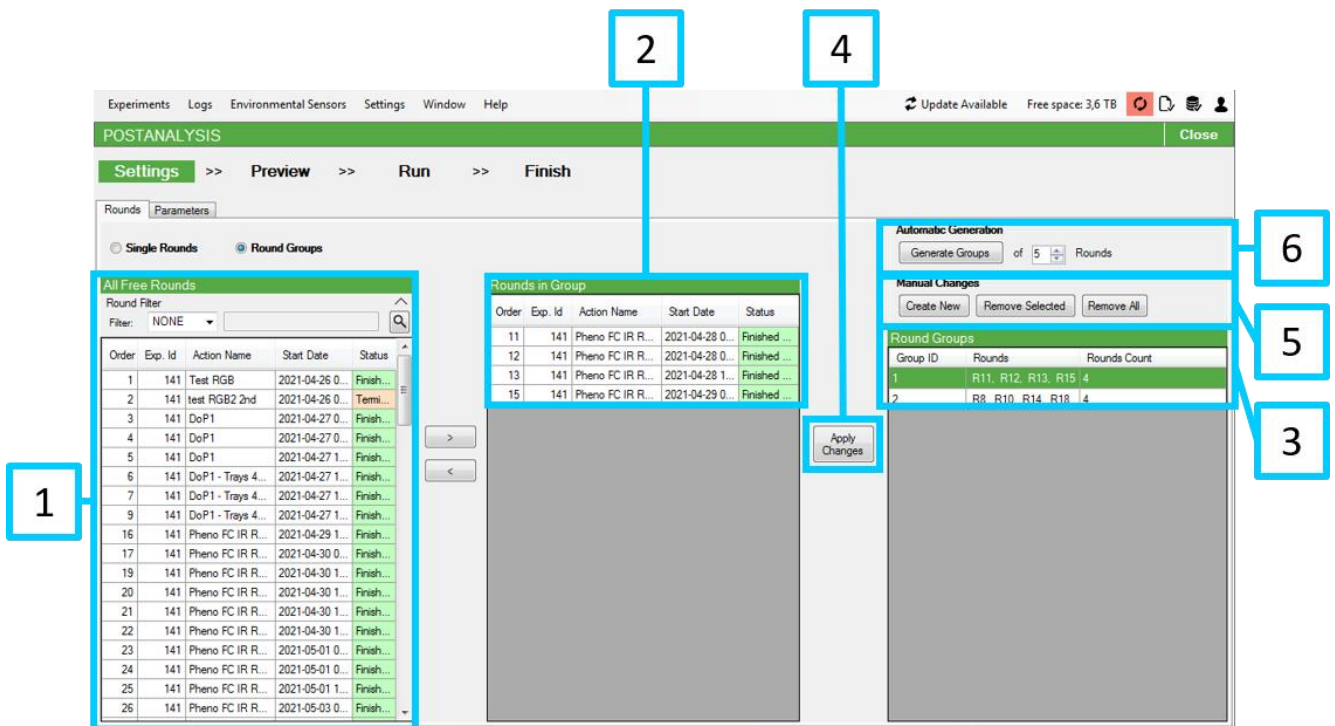 2 4
Experiments Logs Environmental Sensors Settings Window Help Update Available Free space: 3,6 TB
POSTANALYSIS Close
Settings >> Preview >> Run >> Finish
Rounds Parameters
Single Rounds Round Groups
Automatic Generation
Generate Groups of 5 Rounds
6
All Free Rounds
Round Filter
Filter: NONE
Order Exp. Id Action Name Start Date Status
1 141 Test RGB 2021-04-26 0... Finish...
2 141 test RGB2 2nd 2021-04-26 0... Termi...
3 141 DoP1 2021-04-27 0... Finish...
4 141 DoP1 2021-04-27 0... Finish...
5 141 DoP1 2021-04-27 1... Finish...
6 141 DoP1 - Trays 4... 2021-04-27 1... Finish...
7 141 DoP1 - Trays 4... 2021-04-27 1... Finish...
9 141 DoP1 - Trays 4... 2021-04-27 1... Finish...
16 141 Pheno FC IR R... 2021-04-29 1... Finish...
17 141 Pheno FC IR R... 2021-04-30 0... Finish...
19 141 Pheno FC IR R... 2021-04-30 1... Finish...
20 141 Pheno FC IR R... 2021-04-30 1... Finish...
21 141 Pheno FC IR R... 2021-04-30 1... Finish...
22 141 Pheno FC IR R... 2021-04-30 1... Finish...
23 141 Pheno FC IR R... 2021-05-01 0... Finish...
24 141 Pheno FC IR R... 2021-05-01 0... Finish...
25 141 Pheno FC IR R... 2021-05-01 1... Finish...
26 141 Pheno FC IR R... 2021-05-03 0... Finish...
1
>
<
Rounds in Group
Order Exp. Id Action Name Start Date Status
11 141 Pheno FC IR R... 2021-04-28 0... Finished ...
12 141 Pheno FC IR R... 2021-04-28 0... Finished ...
13 141 Pheno FC IR R... 2021-04-28 1... Finished ...
15 141 Pheno FC IR R... 2021-04-29 0... Finished ...
Apply
Changes
Manual Changes
Create New Remove Selected Remove All
5
Round Groups
Group ID Rounds Rounds Count
1 R11, R12, R13, R15 4
2 R8, R10, R14, R18 4
3